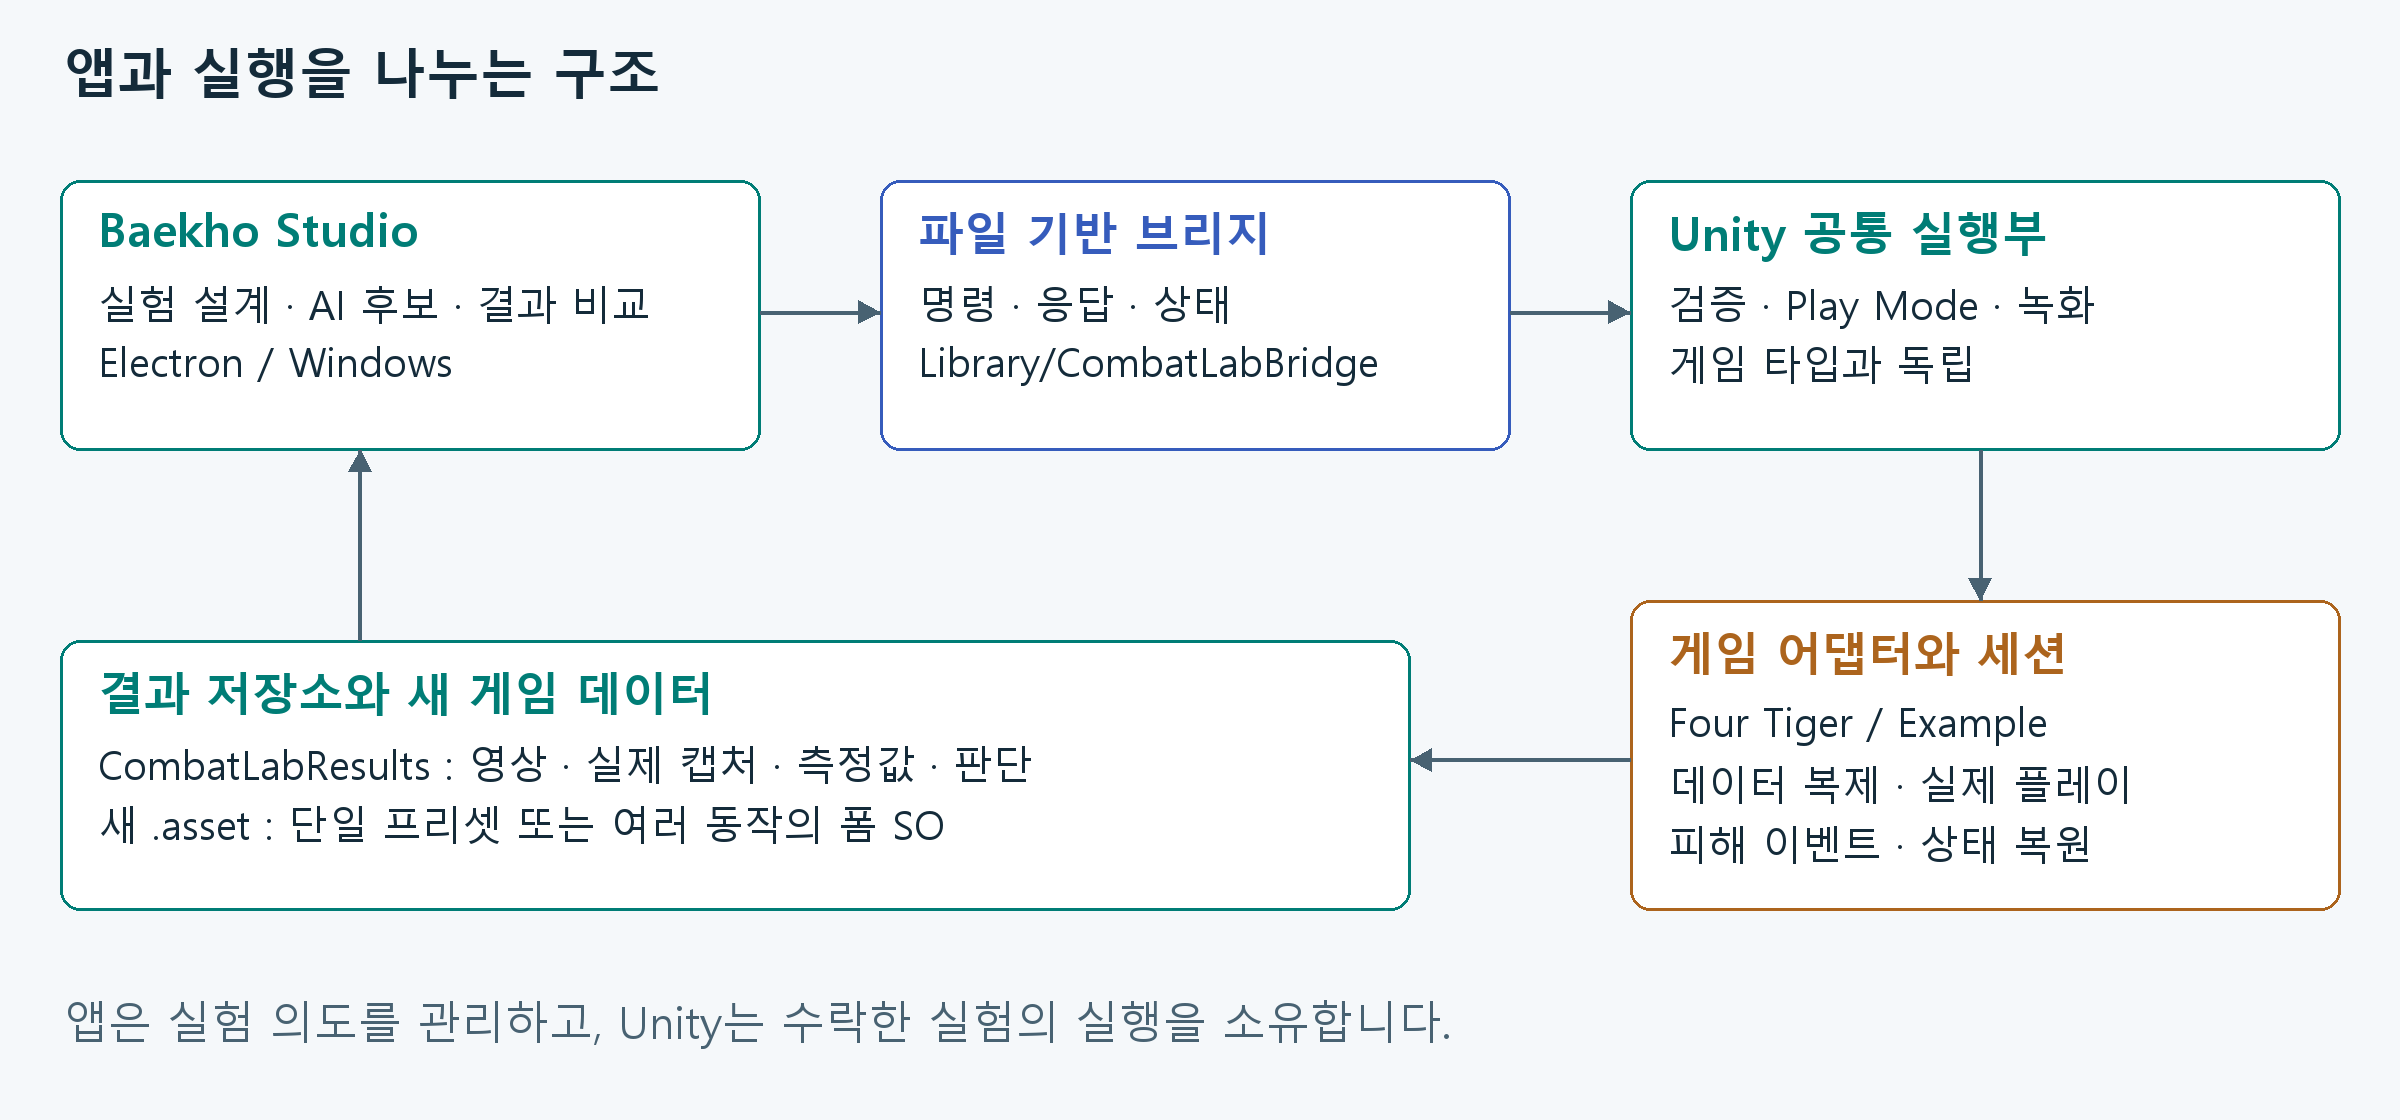 앱과 실행을 나누는 구조
Baekho Studio
실험 설계 · AI 후보 · 결과 비교
Electron / Windows
파일 기반 브리지
명령 · 응답 · 상태
Library/CombatLabBridge
Unity 공통 실행부
검증 · Play Mode · 녹화
게임 타입과 독립
게임 어댑터와 세션
Four Tiger / Example
데이터 복제 · 실제 플레이
피해 이벤트 · 상태 복원
결과 저장소와 새 게임 데이터
CombatLabResults : 영상 · 실제 캡처 · 측정값 · 판단
새 .asset : 단일 프리셋 또는 여러 동작의 폼 SO
앱은 실험 의도를 관리하고, Unity는 수락한 실험의 실행을 소유합니다.